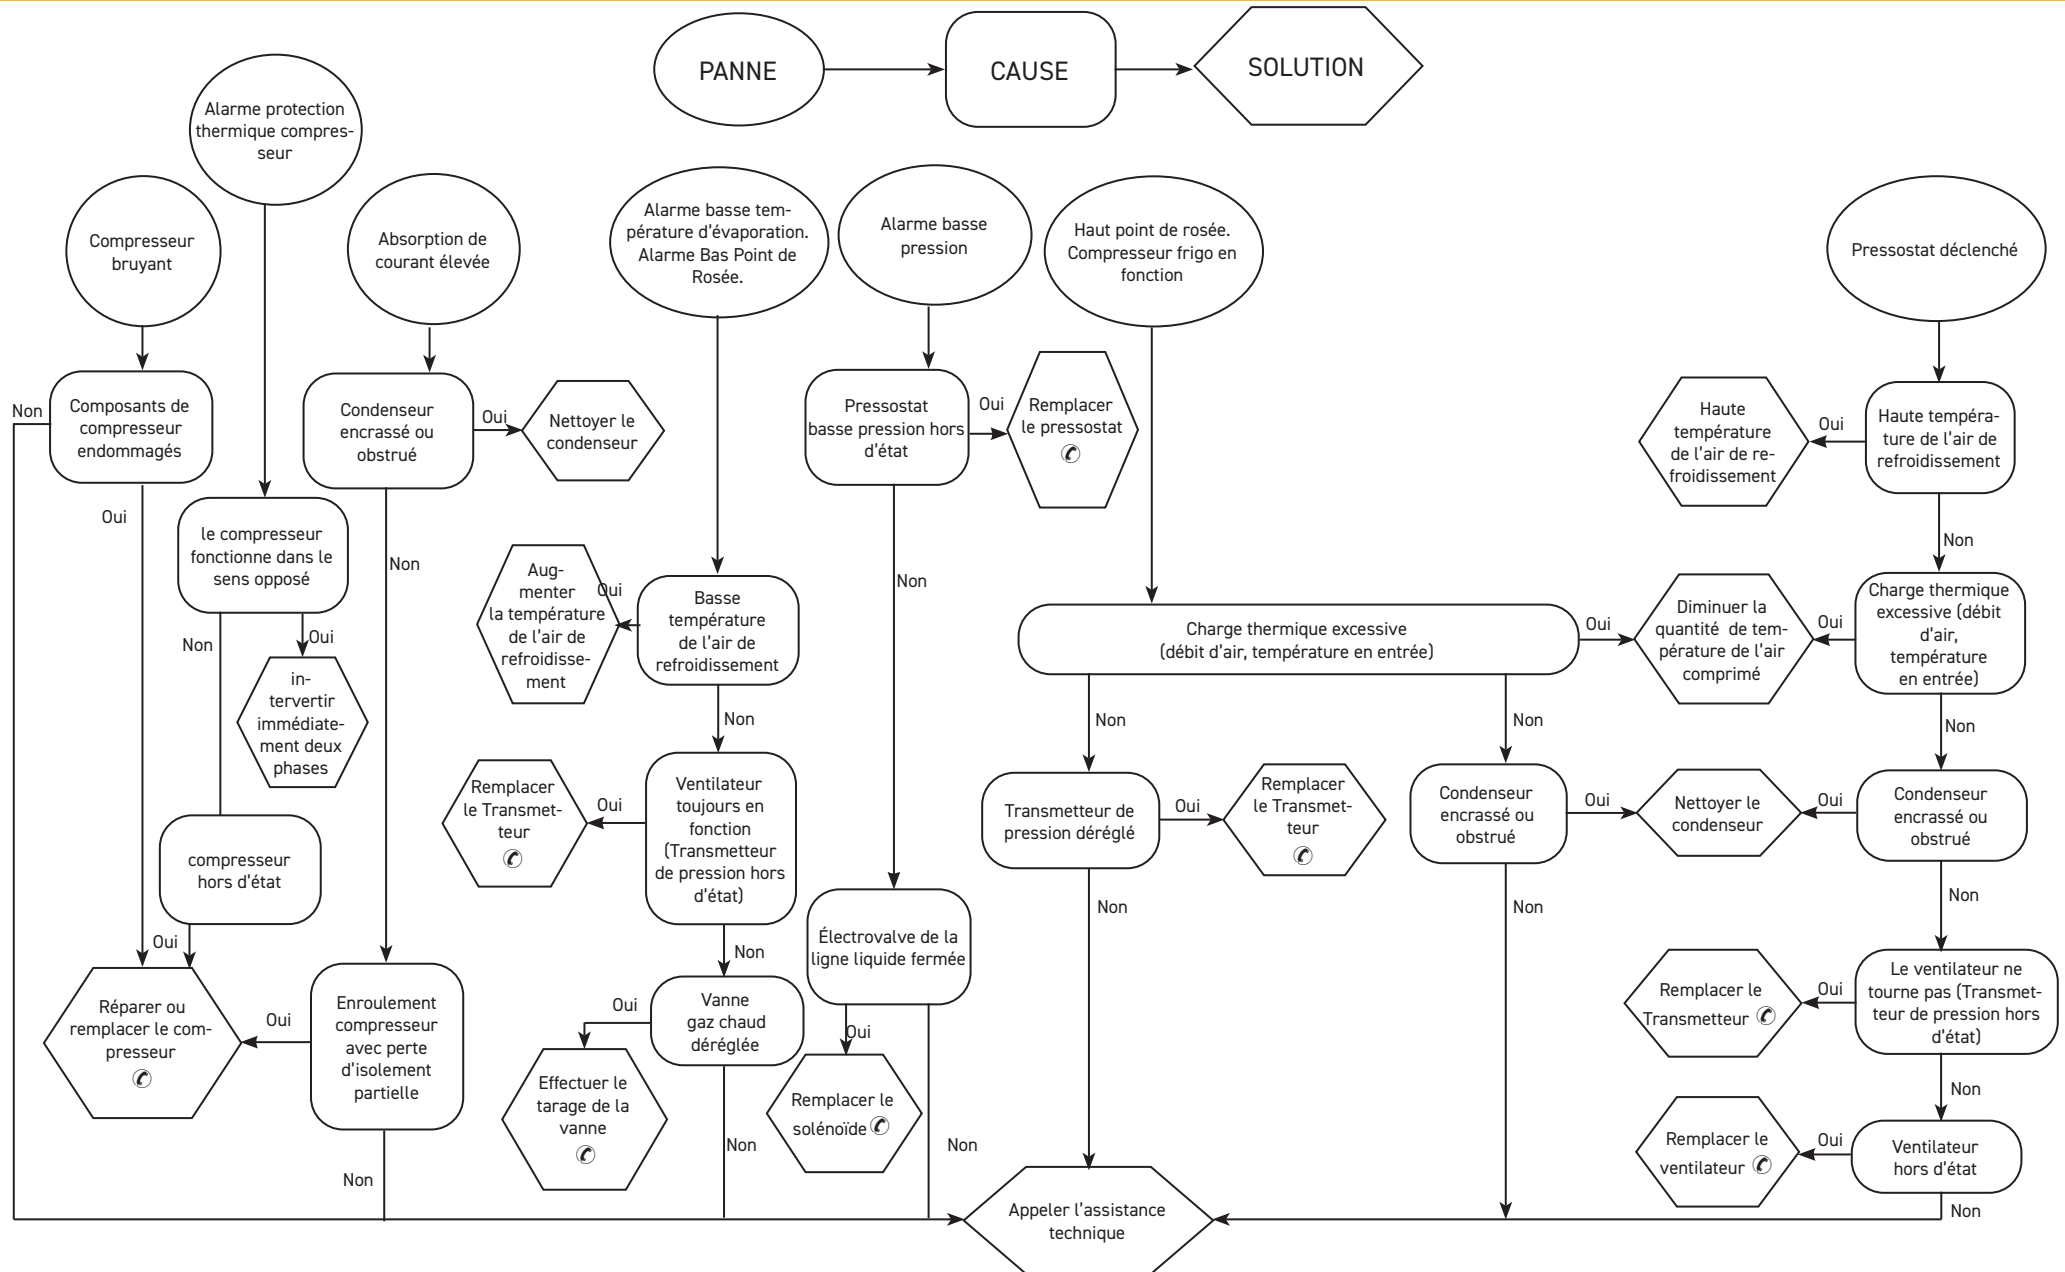 PANNE
CAUSE
SOLUTION
Alarme protection
thermique compres-
seur
Compresseur
bruyant
Absorption de
courant élevée
Alarme basse tem-
pérature d'évaporation.
Alarme Bas Point de
Rosée.
Alarme basse
pression
Haut point de rosée.
Compresseur frigo en
fonction
Pressostat déclenché
Non
Composants de
compresseur
endommagés
Oui
Condenseur
encrassé ou
obstrué
Oui
Nettoyer le
condenseur
Non
Pressostat
basse pression hors
d'état
Oui
Remplacer
le pressostat
✆
Non
Haute
température
de l'air de re-
froidissement
Oui
Haute tempéra-
ture de l'air de
refroidissement
Non
le compresseur
fonctionne dans le
sens opposé
Non
Oui
in-
tervertir
immédiate-
ment deux
phases
Aug-
menter
la température
de l'air de
refroidisse-
ment
Oui
Basse
température
de l'air de
refroidissement
Non
Charge thermique excessive
(débit d'air, température en entrée)
Oui
Diminuer la
quantité de tem-
pérature de l'air
comprimé
Oui
Charge thermique
excessive (débit
d'air,
température
en entrée)
Non
Non
Non
Remplacer
le Transmet-
teur
✆
Oui
Ventilateur
toujours en
fonction
(Transmetteur
de pression hors
d'état)
Non
Transmetteur de
pression déréglé
Oui
Remplacer
le Transmet-
teur
✆
Condenseur
encrassé ou
obstrué
Oui
Nettoyer le
condenseur
Oui
Condenseur
encrassé ou
obstrué
Non
Non
Non
compresseur
hors d'état
Oui
Électrovalve de la
ligne liquide fermée
Oui
Remplacer le
solénoïde ✆
Non
Réparer ou
remplacer le com-
presseur
✆
Oui
Enroulement
compresseur
avec perte
d'isolement
partielle
Non
Oui
Vanne
gaz chaud
déréglée
Effectuer le
tarage de la
vanne
✆
Non
Remplacer le
Transmetteur ✆
Oui
Le ventilateur ne
tourne pas (Transmet-
teur de pression hors
d'état)
Non
Remplacer le
ventilateur ✆
Oui
Ventilateur
hors d'état
Non
Appeler l'assistance
technique